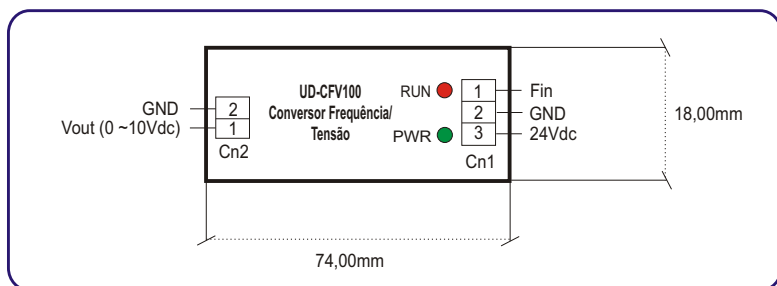 UD-CFV100
Conversor Frequência/
Tensão
RUN
PWR
1
2
3
Cn1
Fin
GND
24Vdc
GND
Vout (0 ~10Vdc)
2
1
Cn2
18,00mm
74,00mm